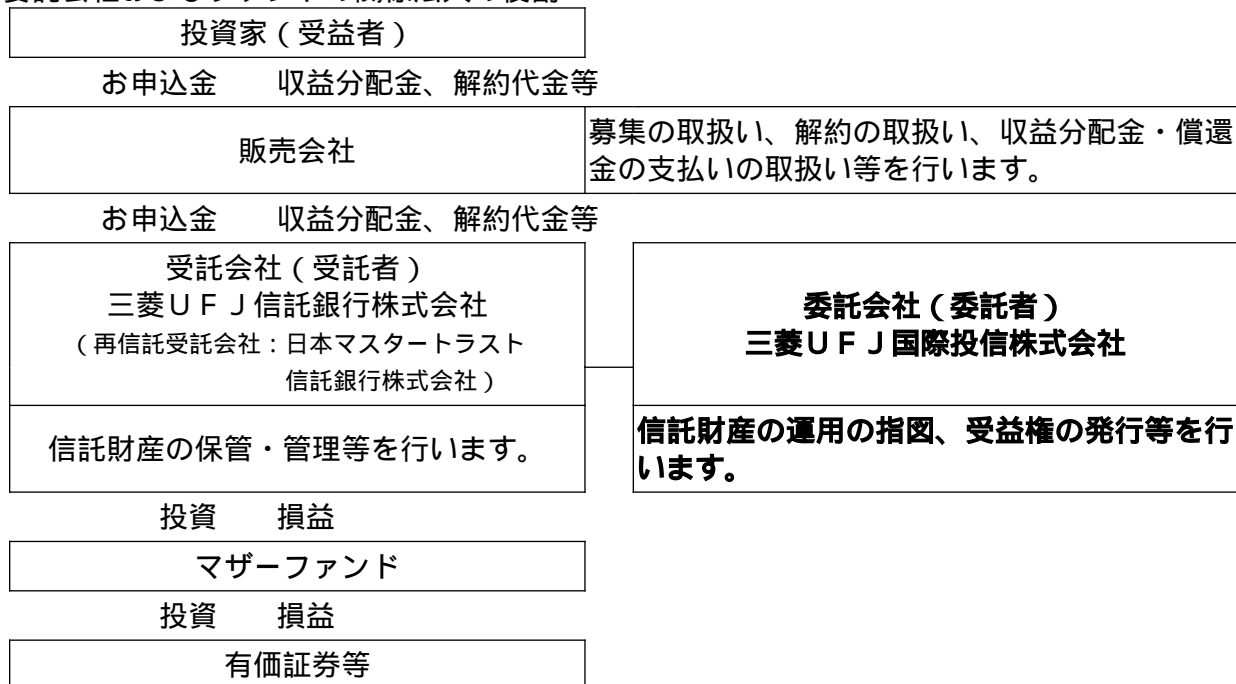 投資家（受益者）
お申込金　収益分配金、解約代金等
販売会社
募集の取扱い、解約の取扱い、収益分配金・償還
金の支払いの取扱い等を行います。
お申込金　収益分配金、解約代金等
受託会社（受託者）
三菱ＵＦＪ信託銀行株式会社
（再信託受託会社：日本マスタートラスト
信託銀行株式会社）
委託会社（委託者）
三菱ＵＦＪ国際投信株式会社
信託財産の保管・管理等を行います。
信託財産の運用の指図、受益権の発行等を行
います。
投資　損益
マザーファンド
投資　損益
有価証券等